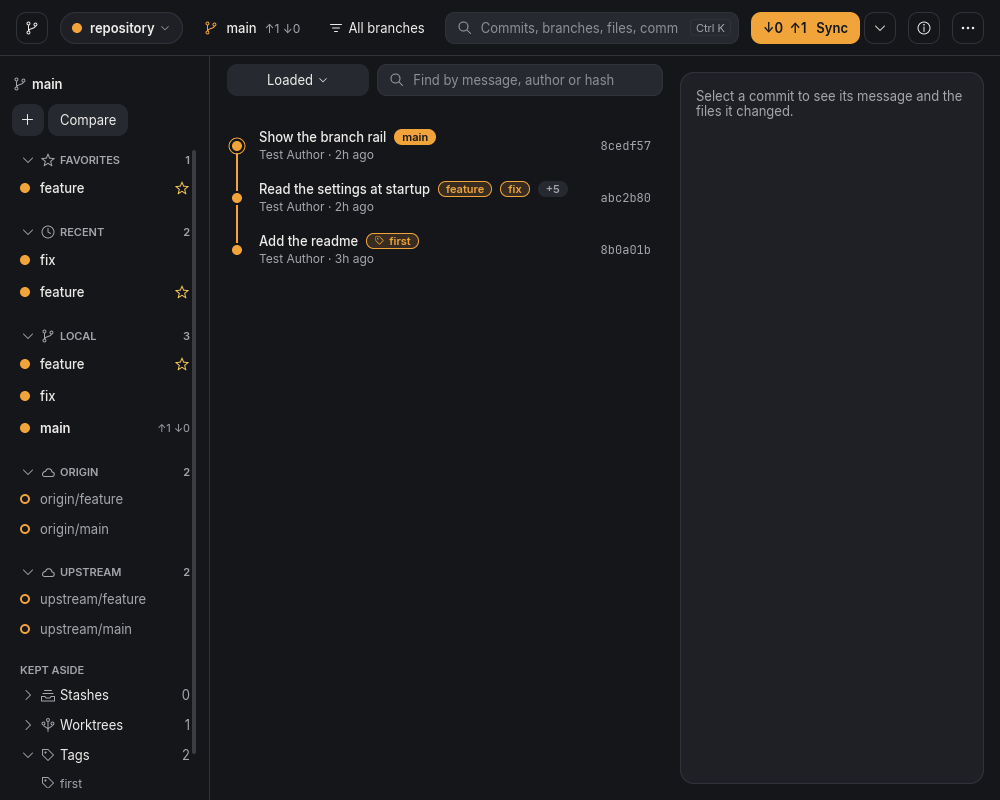 repository
main ↑1 ↓0
All branches
Commits, branches, files, comm
Ctrl K
↓0 ↑1 Sync
main
+ Compare
FAVORITES 1
feature
RECENT 2
fix
feature
LOCAL 3
feature
fix
main ↑1 ↓0
ORIGIN 2
origin/feature
origin/main
UPSTREAM 2
upstream/feature
upstream/main
KEPT ASIDE
Stashes 0
Worktrees 1
Tags 2
first
Loaded
Find by message, author or hash
Show the branch rail main
Test Author · 2h ago
8cedf57
Read the settings at startup feature fix +5
Test Author · 2h ago
abc2b80
Add the readme first
Test Author · 3h ago
8b0a01b
Select a commit to see its message and the
files it changed.